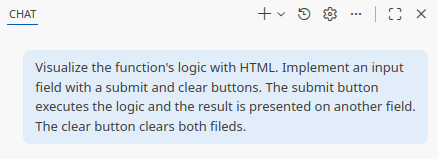 CHAT
Visualize the function's logic with HTML. Implement an input
field with a submit and clear buttons. The submit button
executes the logic and the result is presented on another field.
The clear button clears both fileds.